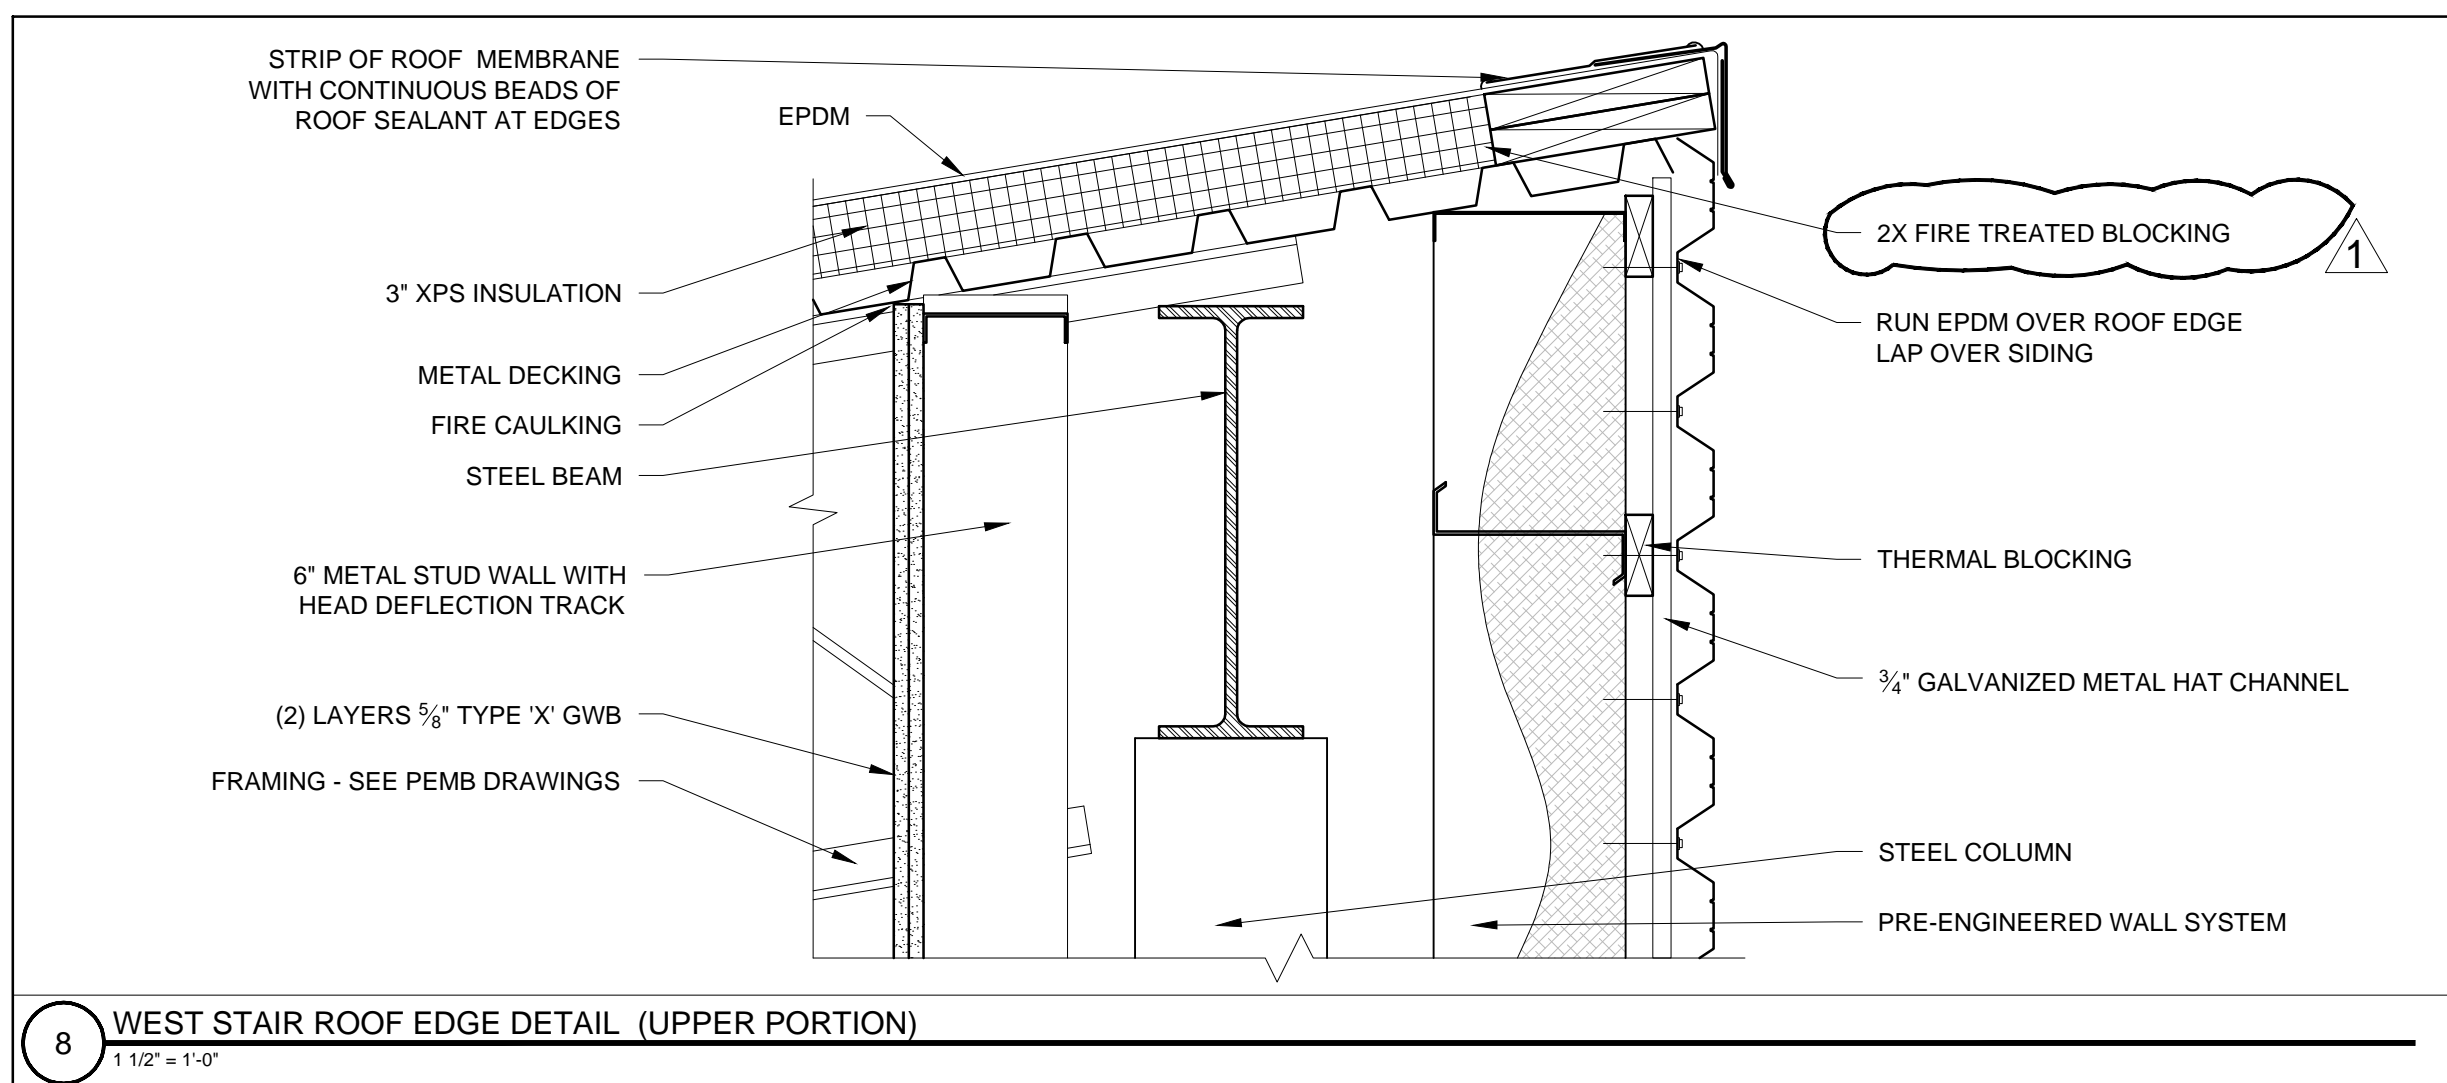 STRIP OF ROOF MEMBRANE
WITH CONTINUOUS BEADS OF
ROOF SEALANT AT EDGES
EPDM
3" XPS INSULATION
METAL DECKING
FIRE CAULKING
STEEL BEAM
6" METAL STUD WALL WITH
HEAD DEFLECTION TRACK
(2) LAYERS ⅝" TYPE 'X' GWB
FRAMING - SEE PEMB DRAWINGS
2X FIRE TREATED BLOCKING
1
RUN EPDM OVER ROOF EDGE
LAP OVER SIDING
THERMAL BLOCKING
¾" GALVANIZED METAL HAT CHANNEL
STEEL COLUMN
PRE-ENGINEERED WALL SYSTEM
8
WEST STAIR ROOF EDGE DETAIL (UPPER PORTION)
1 1/2" = 1'-0"